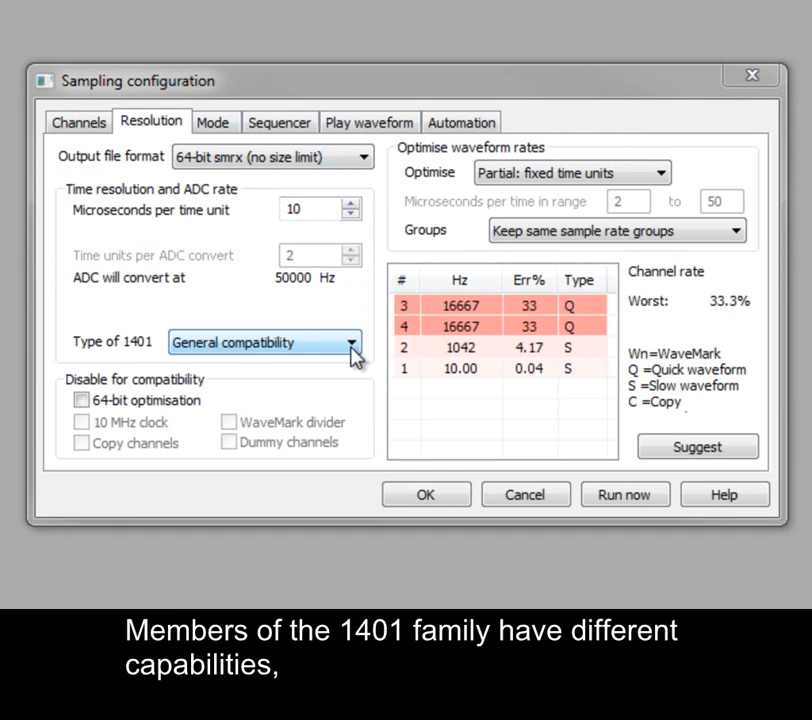 Sampling configuration
Channels Resolution Mode Sequencer Play waveform Automation
Output file format 64-bit smrx (no size limit)
Time resolution and ADC rate
Microseconds per time unit 10
Time units per ADC convert 2
ADC will convert at 50000 Hz
Type of 1401 General compatibility
Disable for compatibility
64-bit optimisation
10 MHz clock WaveMark divider
Copy channels Dummy channels
Optimise waveform rates
Optimise Partial: fixed time units
Microseconds per time in range 2 to 50
Groups Keep same sample rate groups
# Hz Err% Type
3 16667 33 Q
4 16667 33 Q
2 1042 4.17 S
1 10.00 0.04 S
Channel rate
Worst: 33.3%
Wn=WaveMark
Q =Quick waveform
S =Slow waveform
C =Copy
Suggest
OK Cancel Run now Help
Members of the 1401 family have different
capabilities,